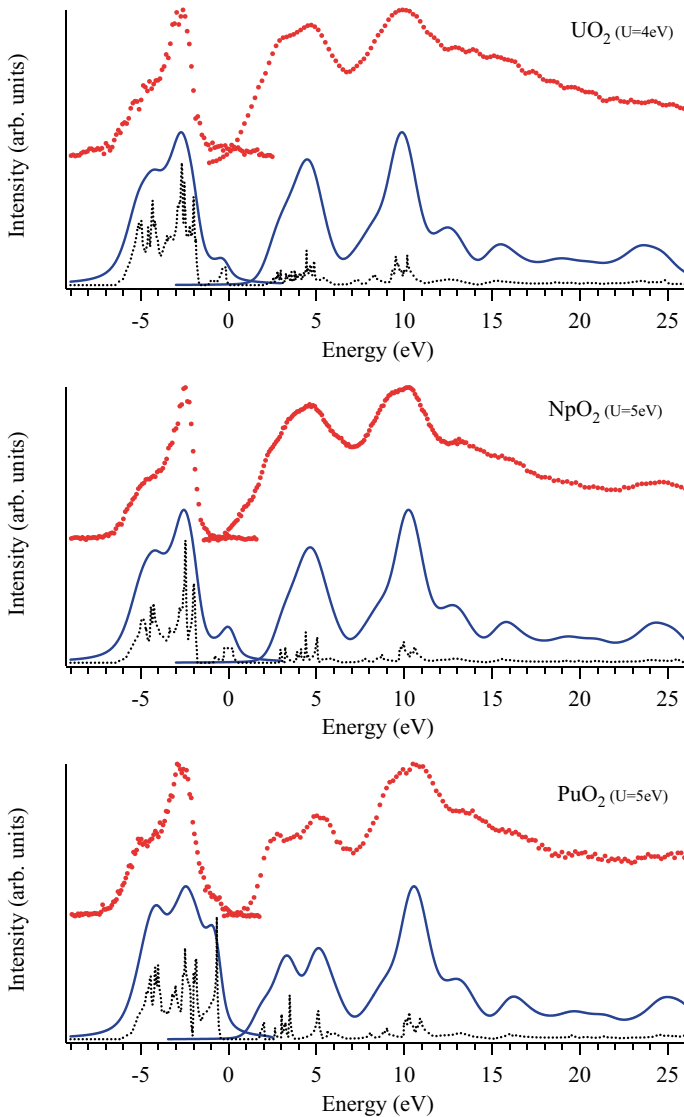 UO2 (U=4eV)
Intensity (arb. units)
-5 0 5 10 15 20 25
Energy (eV)
NpO2 (U=5eV)
Intensity (arb. units)
-5 0 5 10 15 20 25
Energy (eV)
PuO2 (U=5eV)
Intensity (arb. units)
-5 0 5 10 15 20 25
Energy (eV)